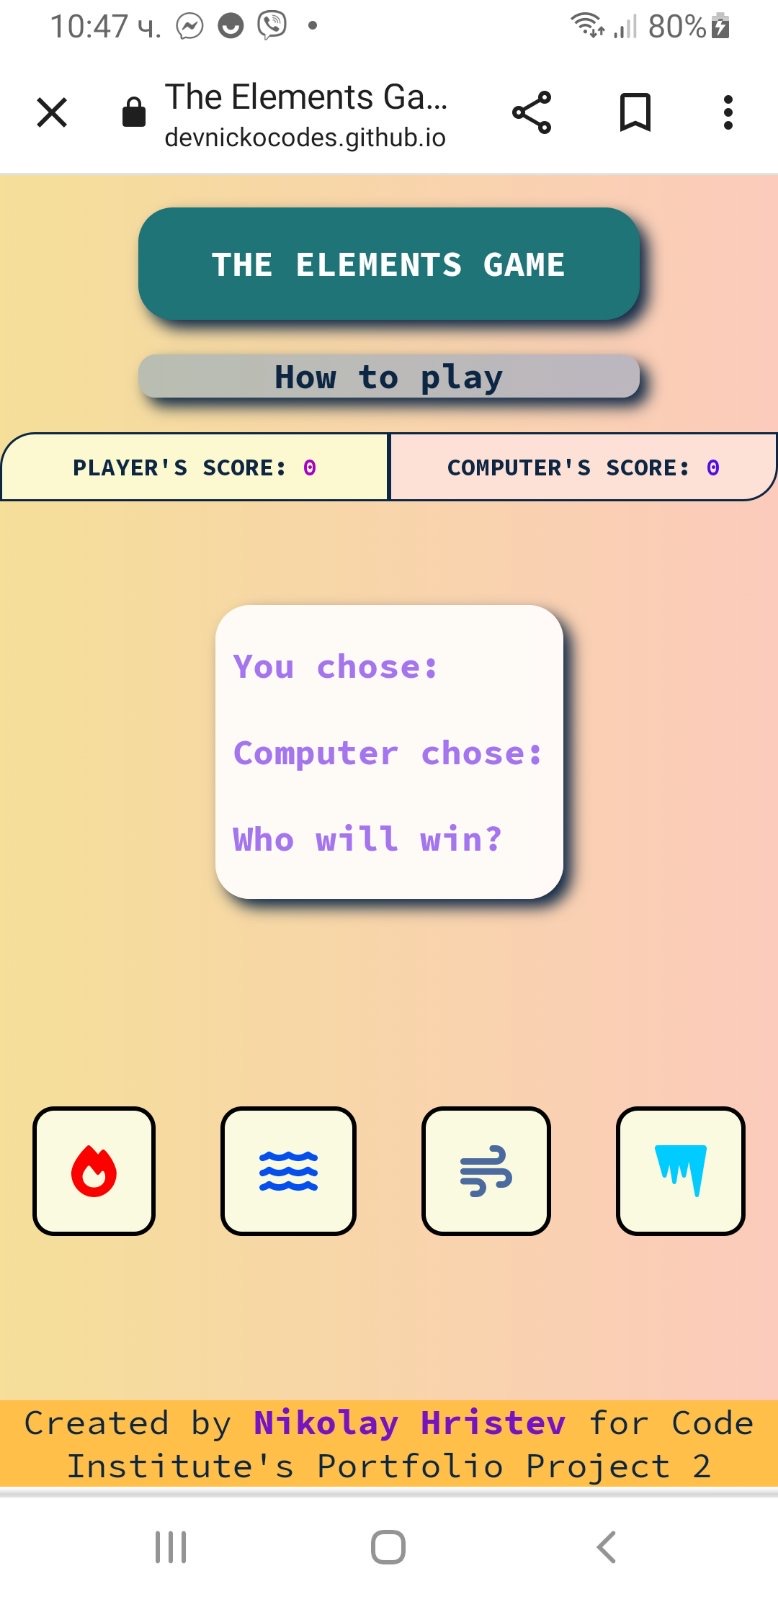 10:47 ч. 80%
The Elements Ga...
devnickocodes.github.io
THE ELEMENTS GAME
How to play
PLAYER'S SCORE: 0 COMPUTER'S SCORE: 0
You chose:
Computer chose:
Who will win?
Created by Nikolay Hristev for Code
Institute's Portfolio Project 2